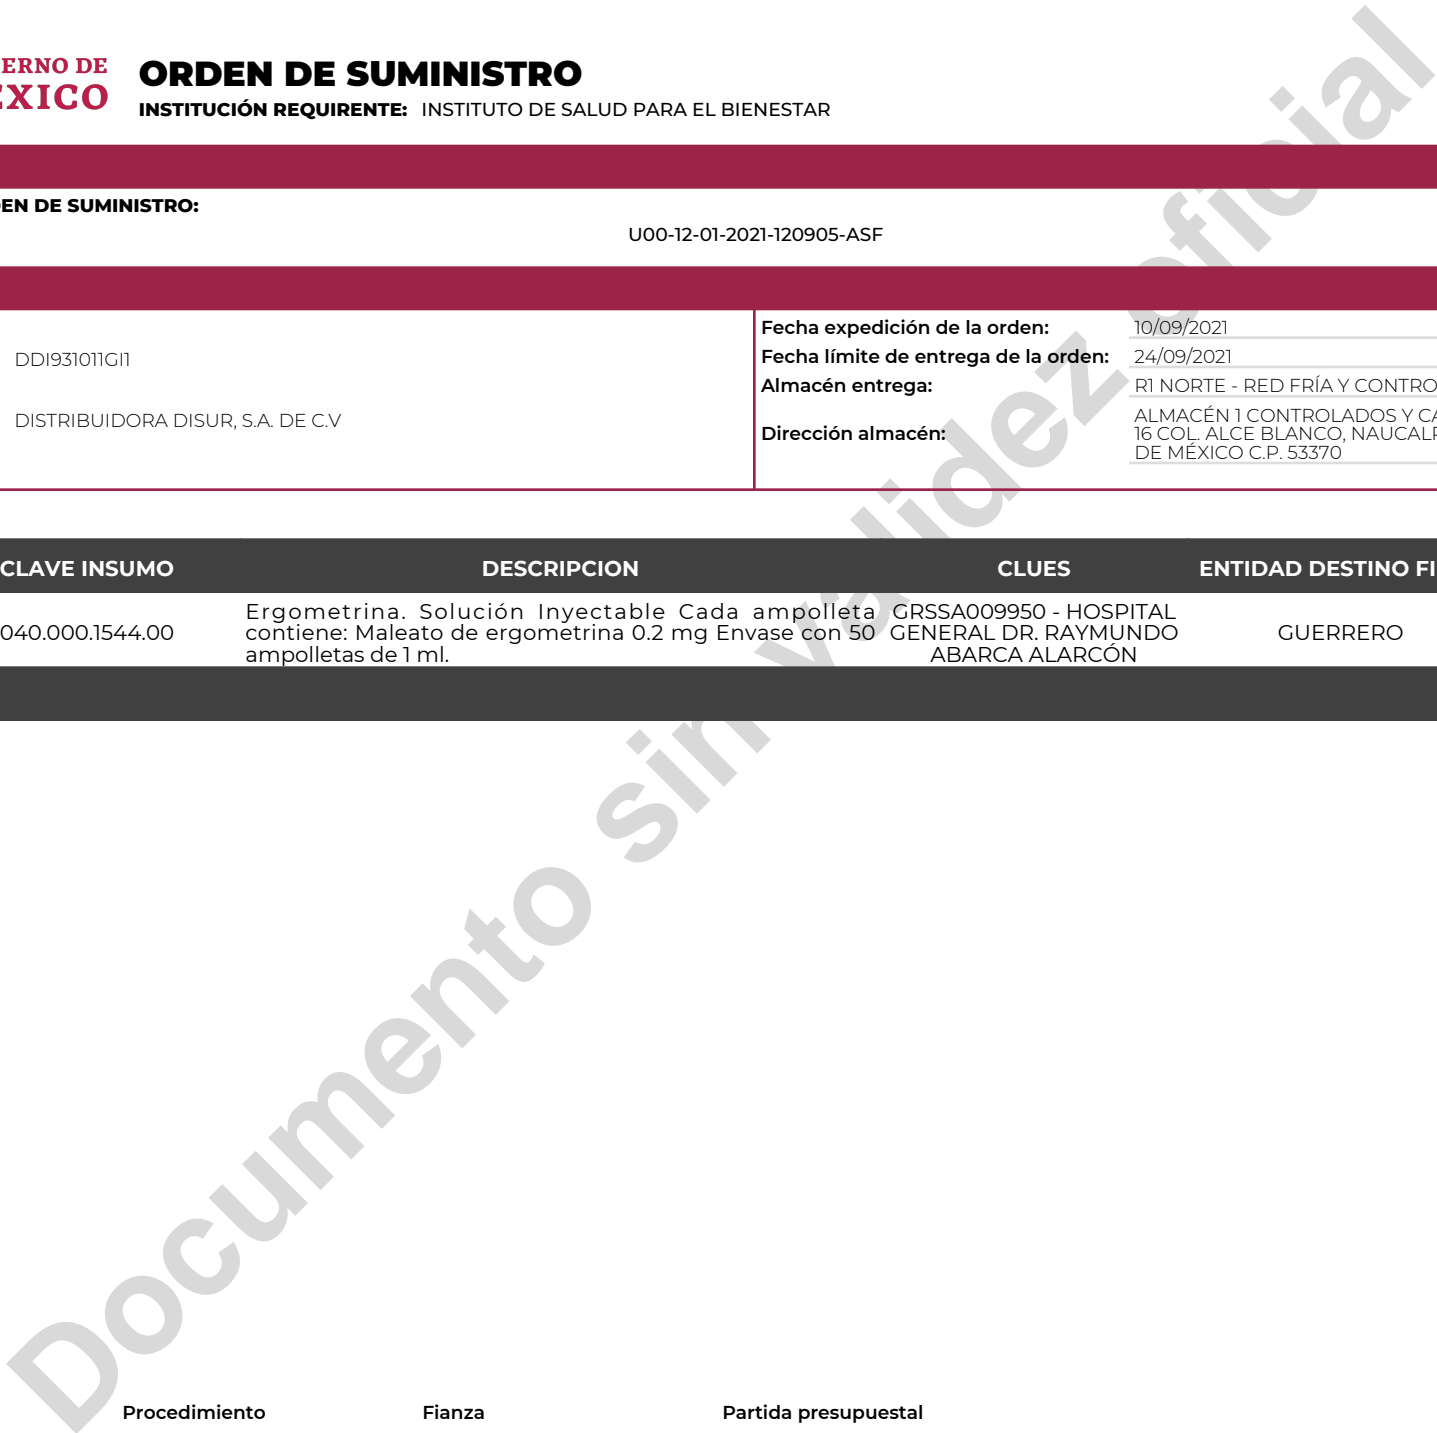 ERNO DE
ÉXICO
ORDEN DE SUMINISTRO
INSTITUCIÓN REQUIRENTE: INSTITUTO DE SALUD PARA EL BIENESTAR
EN DE SUMINISTRO:
U00-12-01-2021-120905-ASF
DDI931011GI1
DISTRIBUIDORA DISUR, S.A. DE C.V
Fecha expedición de la orden: 10/09/2021
Fecha límite de entrega de la orden: 24/09/2021
Almacén entrega: R1 NORTE - RED FRÍA Y CONTRO
Dirección almacén:
ALMACÉN 1 CONTROLADOS Y CA
16 COL. ALCE BLANCO, NAUCALP
DE MÉXICO C.P. 53370
CLAVE INSUMO DESCRIPCION CLUES ENTIDAD DESTINO FI
040.000.1544.00
Ergometrina. Solución Inyectable Cada ampolleta
contiene: Maleato de ergometrina 0.2 mg Envase con 50
ampolletas de 1 ml.
GRSSA009950 - HOSPITAL
GENERAL DR. RAYMUNDO
ABARCA ALARCÓN
GUERRERO
Documento sin validez oficial
Procedimiento Fianza Partida presupuestal